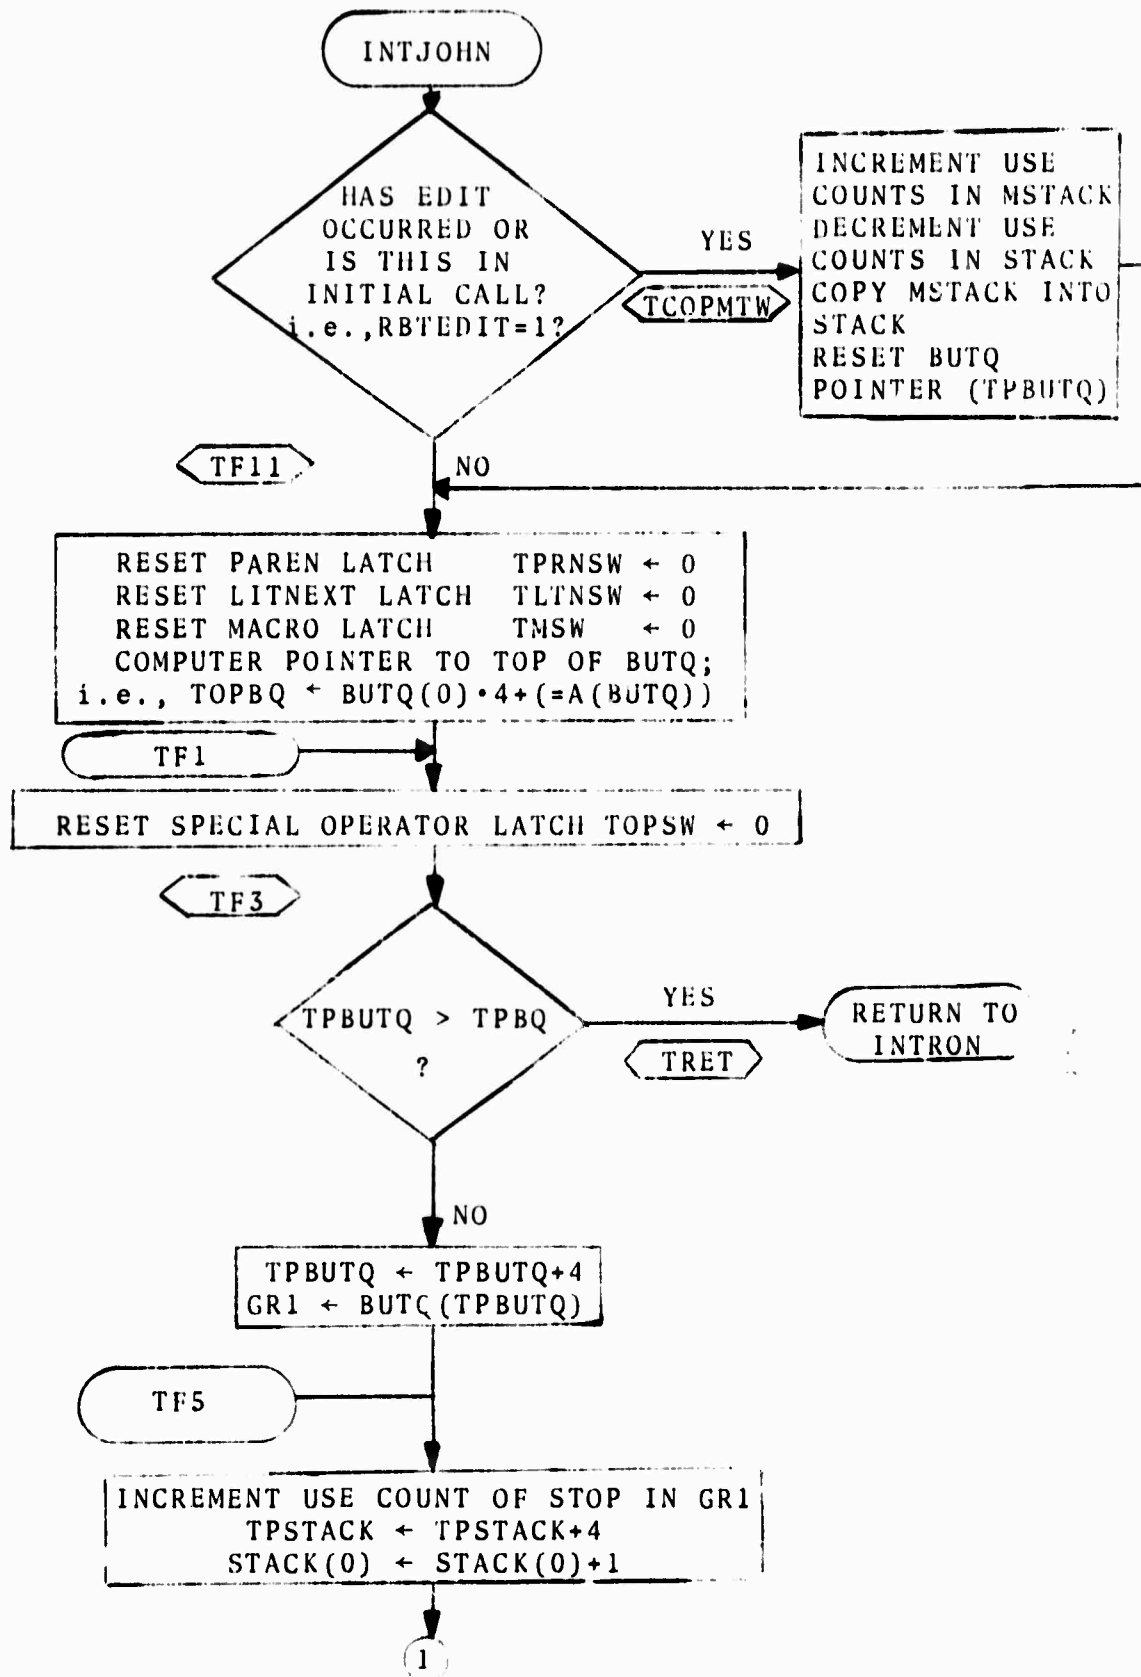 INTJOHN
HAS EDIT
OCCURRED OR
IS THIS IN
INITIAL CALL?
i.e.,RBTEDIT=1?
YES
TCOPMTW
INCREMENT USE
COUNTS IN MSTACK
DECREMENT USE
COUNTS IN STACK
COPY MSTACK INTO
STACK
RESET BUTQ
POINTER (TPBUTQ)
TF11
NO
RESET PAREN LATCH TPRNSW ← 0
RESET LITNEXT LATCH TLTNSW ← 0
RESET MACRO LATCH TMSW ← 0
COMPUTER POINTER TO TOP OF BUTQ;
i.e., TOPBQ ← BUTQ(0)·4+(=A(BUTQ))
TF1
RESET SPECIAL OPERATOR LATCH TOPSW ← 0
TF3
TPBUTQ > TPBQ
?
YES
TRET
RETURN TO
INTRON
NO
TPBUTQ ← TPBUTQ+4
GR1 ← BUTQ(TPBUTQ)
TF5
INCREMENT USE COUNT OF STOP IN GR1
TPSTACK ← TPSTACK+4
STACK(0) ← STACK(0)+1
1